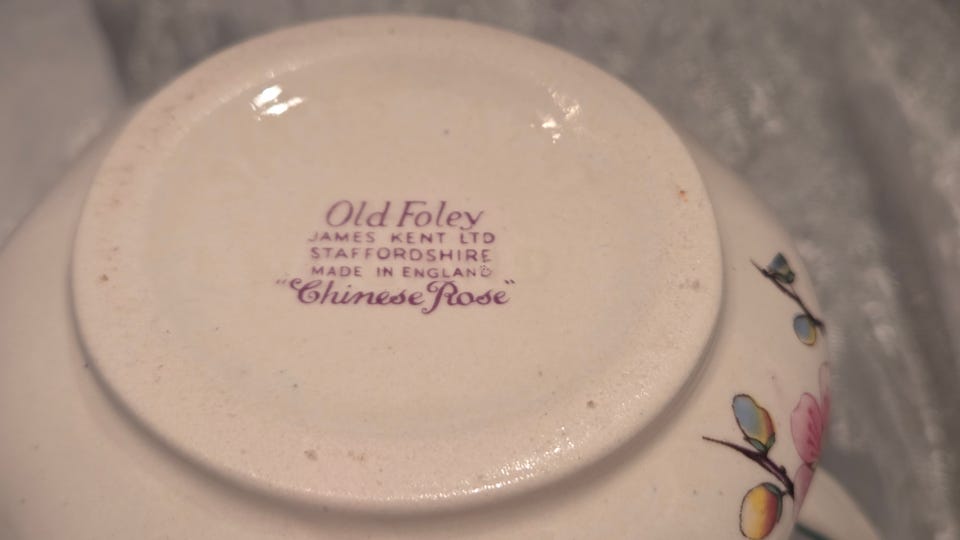 Old Foley
JAMES KENT LTD
STAFFORDSHIRE
MADE IN ENGLAND
"Chinese Rose"